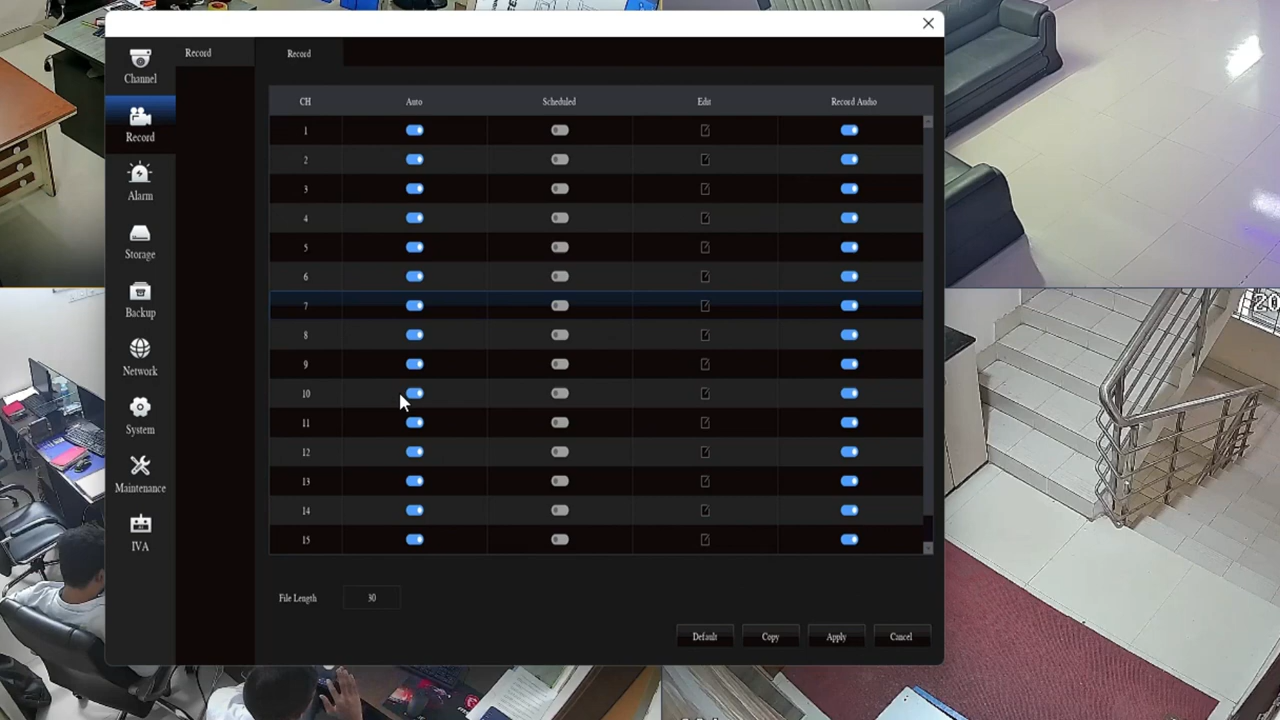 Record
Record
Channel
Record
Alarm
Storage
Backup
Network
System
Maintenance
IVA
CH Auto Scheduled Edit Record Audio
1
2
3
4
5
6
7
8
9
10
11
12
13
14
15
File Length 30
Default Copy Apply Cancel
20